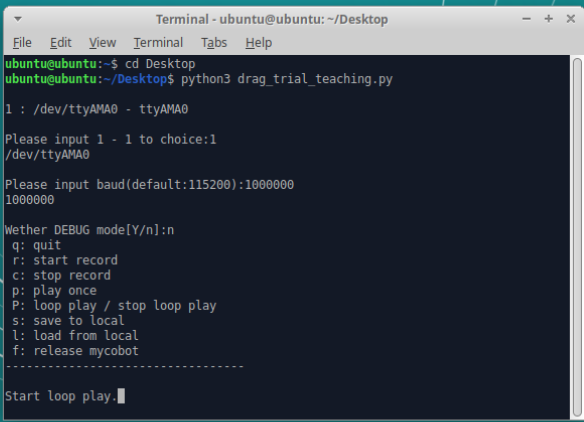 Terminal - ubuntu@ubuntu: ~/Desktop
File Edit View Terminal Tabs Help
ubuntu@ubuntu:~$ cd Desktop
ubuntu@ubuntu:~/Desktop$ python3 drag_trial_teaching.py
1 : /dev/ttyAMA0 - ttyAMA0
Please input 1 - 1 to choice:1
/dev/ttyAMA0
Please input baud(default:115200):1000000
1000000
Wether DEBUG mode[Y/n]:n
q: quit
r: start record
c: stop record
p: play once
P: loop play / stop loop play
s: save to local
l: load from local
f: release mycobot
----------------------------------
Start loop play.